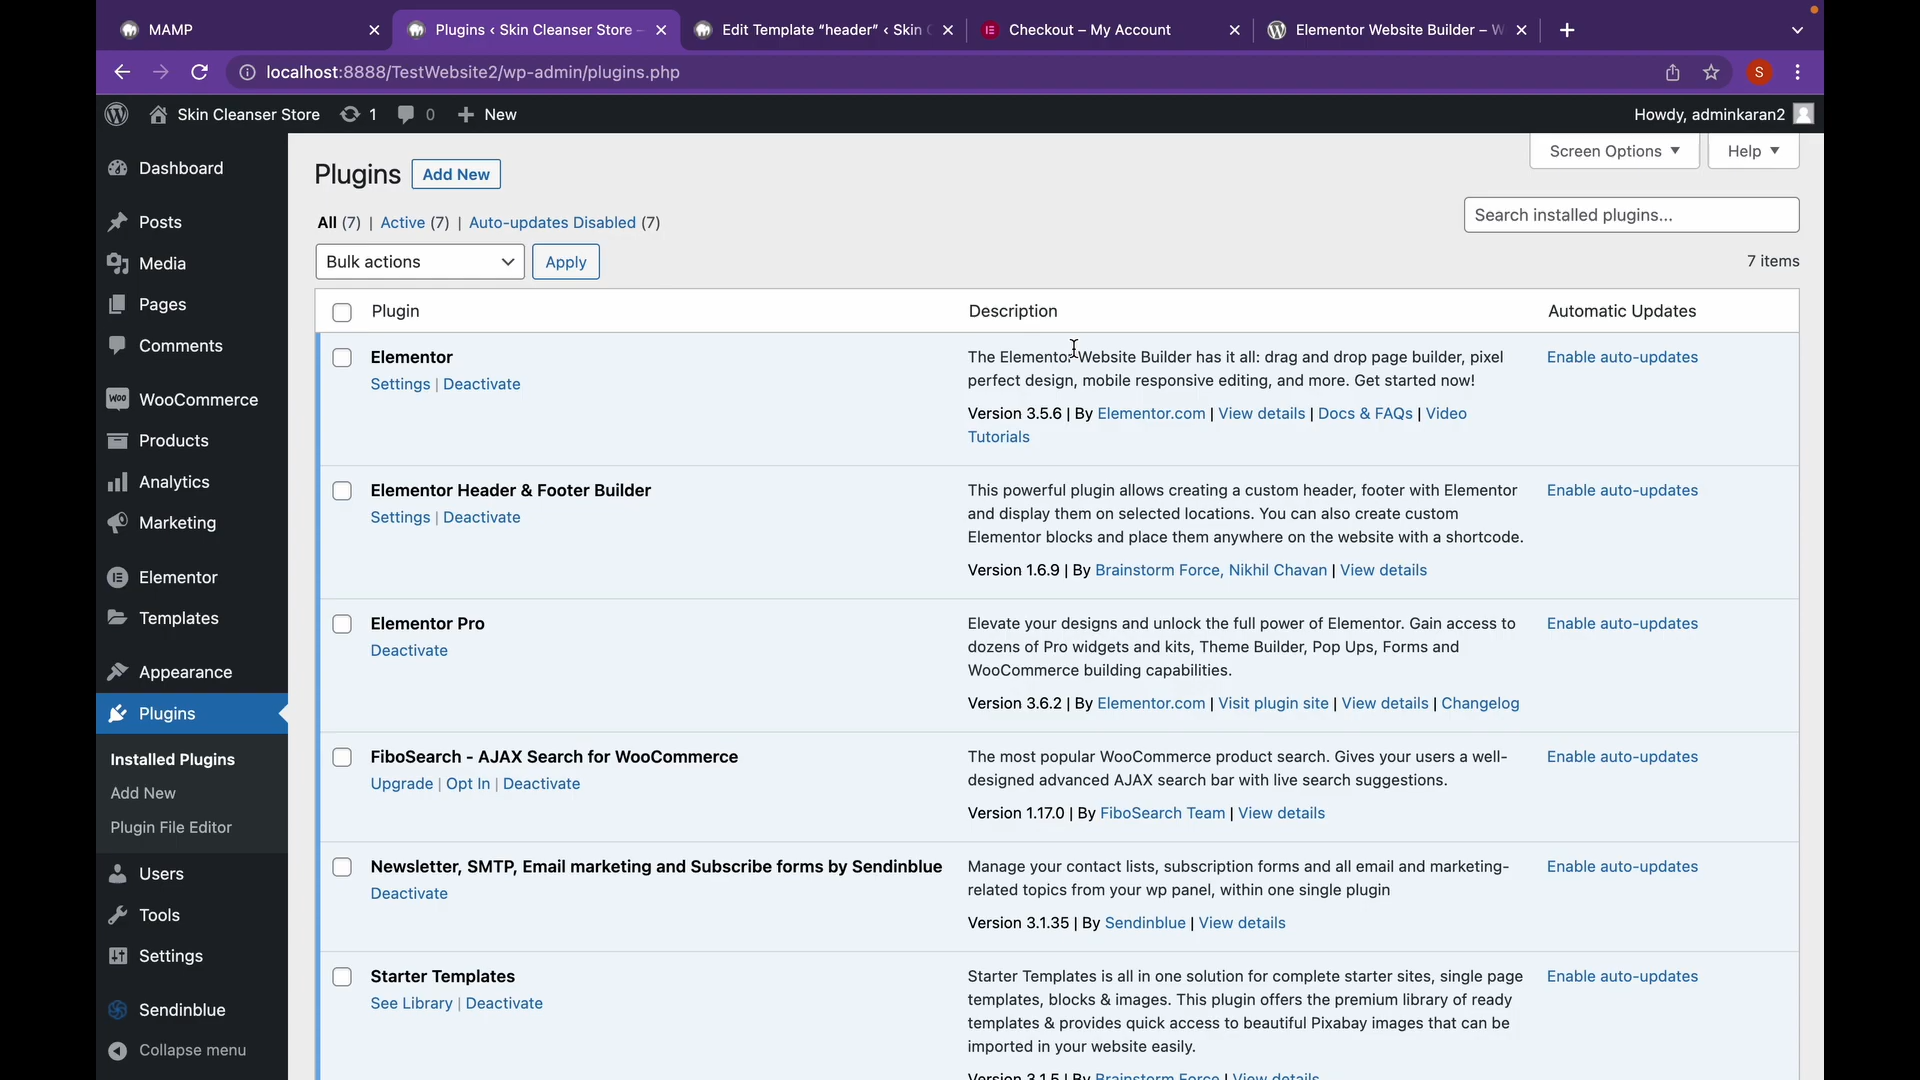 MAMP
Plugins ‹ Skin Cleanser Store –
Edit Template “header” ‹ Skin
Checkout – My Account
Elementor Website Builder – W
localhost:8888/TestWebsite2/wp-admin/plugins.php
S
Skin Cleanser Store
1
0
New
Howdy, adminkaran2
Dashboard
Posts
Media
Pages
Comments
WooCommerce
Products
Analytics
Marketing
Elementor
Templates
Appearance
Plugins
Installed Plugins
Add New
Plugin File Editor
Users
Tools
Settings
Sendinblue
Collapse menu
Screen Options
Help
Plugins
Add New
All (7) | Active (7) | Auto-updates Disabled (7)
Search installed plugins...
Bulk actions
Apply
7 items
Plugin
Description
Automatic Updates
Elementor
Settings | Deactivate
The Elementor Website Builder has it all: drag and drop page builder, pixel
perfect design, mobile responsive editing, and more. Get started now!
Version 3.5.6 | By Elementor.com | View details | Docs & FAQs | Video
Tutorials
Enable auto-updates
Elementor Header & Footer Builder
Settings | Deactivate
This powerful plugin allows creating a custom header, footer with Elementor
and display them on selected locations. You can also create custom
Elementor blocks and place them anywhere on the website with a shortcode.
Version 1.6.9 | By Brainstorm Force, Nikhil Chavan | View details
Enable auto-updates
Elementor Pro
Deactivate
Elevate your designs and unlock the full power of Elementor. Gain access to
dozens of Pro widgets and kits, Theme Builder, Pop Ups, Forms and
WooCommerce building capabilities.
Version 3.6.2 | By Elementor.com | Visit plugin site | View details | Changelog
Enable auto-updates
FiboSearch - AJAX Search for WooCommerce
Upgrade | Opt In | Deactivate
The most popular WooCommerce product search. Gives your users a well-
designed advanced AJAX search bar with live search suggestions.
Version 1.17.0 | By FiboSearch Team | View details
Enable auto-updates
Newsletter, SMTP, Email marketing and Subscribe forms by Sendinblue
Deactivate
Manage your contact lists, subscription forms and all email and marketing-
related topics from your wp panel, within one single plugin
Version 3.1.35 | By Sendinblue | View details
Enable auto-updates
Starter Templates
See Library | Deactivate
Starter Templates is all in one solution for complete starter sites, single page
templates, blocks & images. This plugin offers the premium library of ready
templates & provides quick access to beautiful Pixabay images that can be
imported in your website easily.
Version 3.1.5 | By Brainstorm Force | View details
Enable auto-updates